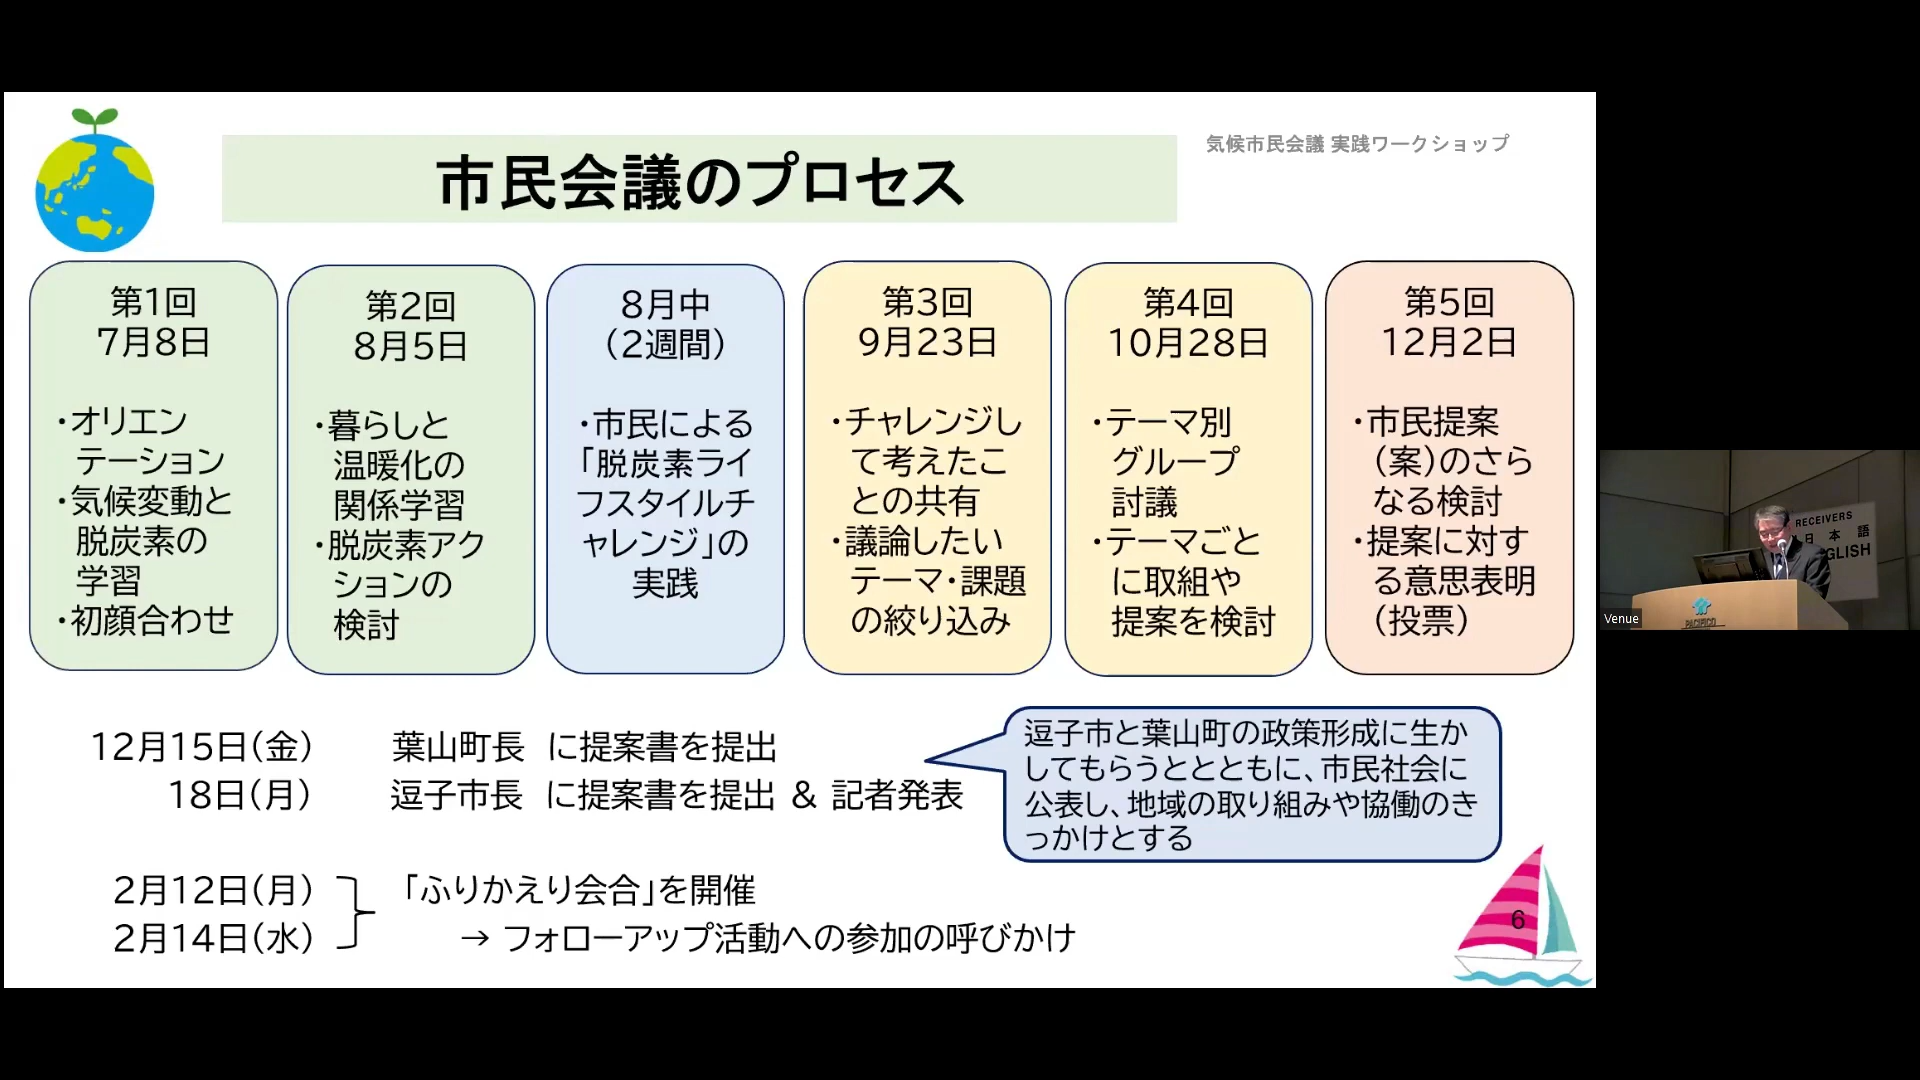 気候市民会議 実践ワークショップ
市民会議のプロセス
第1回
7月8日
・オリエン
テーション
・気候変動と
脱炭素の
学習
・初顔合わせ
第2回
8月5日
・暮らしと
温暖化の
関係学習
・脱炭素アク
ションの
検討
8月中
(2週間)
・市民による
「脱炭素ライ
フスタイルチ
ャレンジ」の
実践
第3回
9月23日
・チャレンジし
て考えたこ
との共有
・議論したい
テーマ・課題
の絞り込み
第4回
10月28日
・テーマ別
グループ
討議
・テーマごと
に取組や
提案を検討
第5回
12月2日
・市民提案
(案)のさら
なる検討
・提案に対す
る意思表明
(投票)
12月15日(金) 葉山町長 に提案書を提出
18日(月) 逗子市長 に提案書を提出 & 記者発表
逗子市と葉山町の政策形成に生か
してもらうととともに、市民社会に
公表し、地域の取り組みや協働のき
っかけとする
2月12日(月) 「ふりかえり会合」を開催
2月14日(水) → フォローアップ活動への参加の呼びかけ
6
RECEIVERS
日本語
GLISH
PACIFICO
Venue